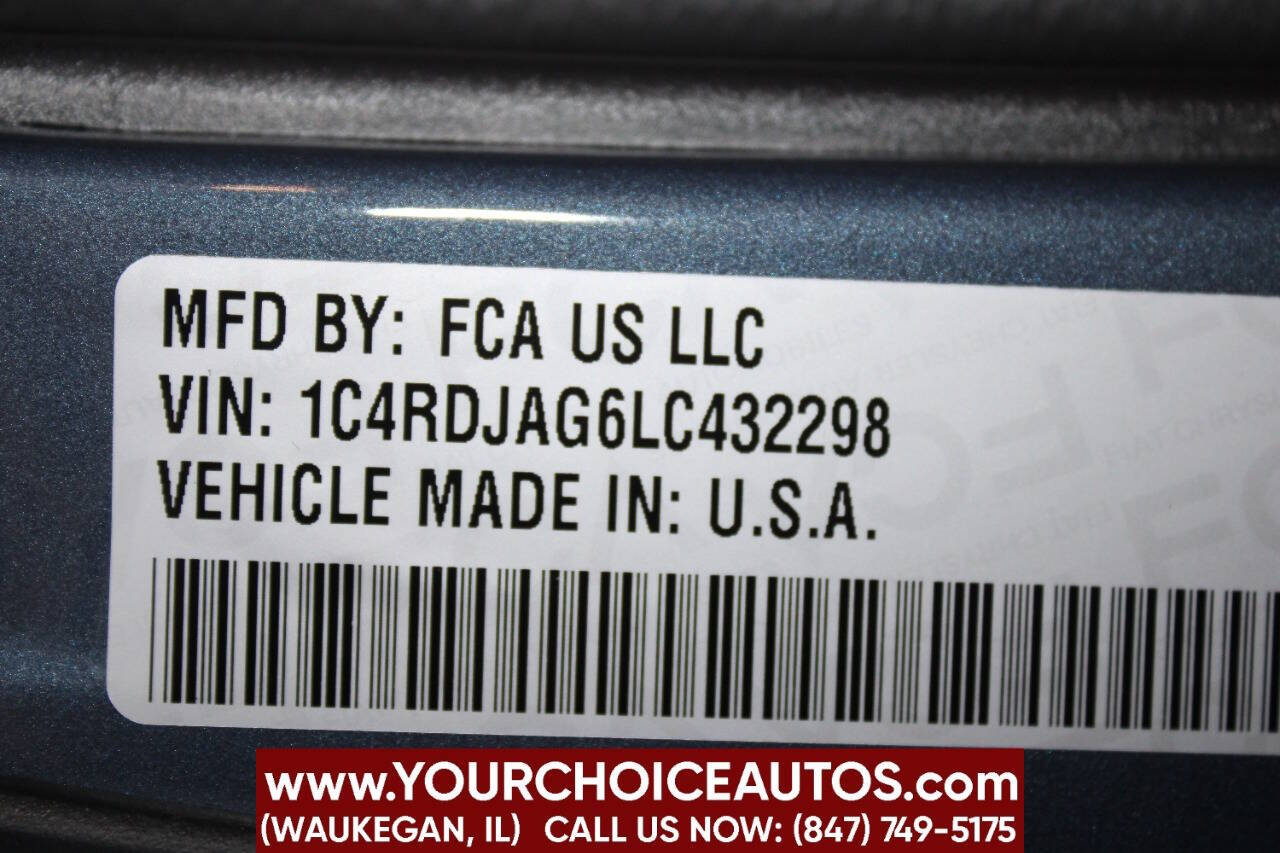 MFD BY: FCA US LLC
VIN: 1C4RDJAG6LC432298
VEHICLE MADE IN: U.S.A.
www.YOURCHOICEAUTOS.com
(WAUKEGAN, IL) CALL US NOW: (847) 749-5175